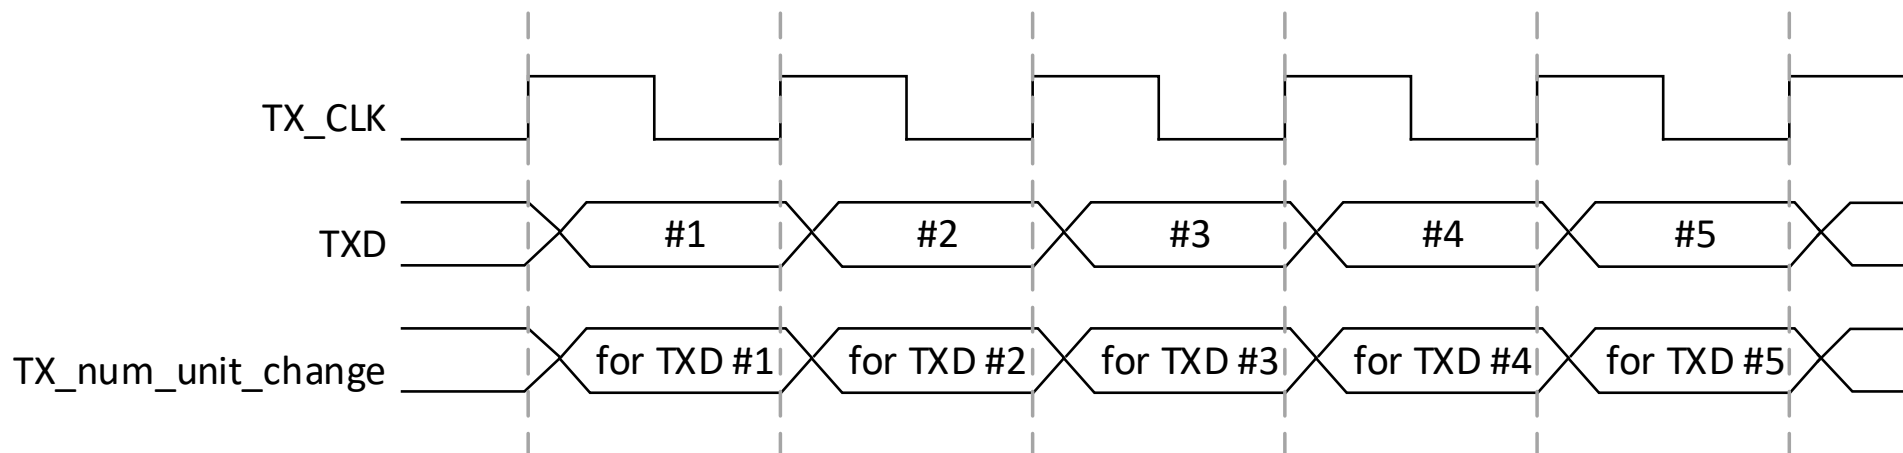 TX_CLK
TXD #1 #2 #3 #4 #5
TX_num_unit_change for TXD #1 for TXD #2 for TXD #3 for TXD #4 for TXD #5